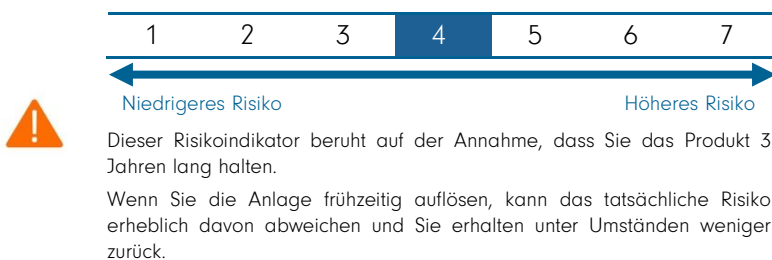 1 2 3 4 5 6 7
Niedrigeres Risiko Höheres Risiko
Dieser Risikoindikator beruht auf der Annahme, dass Sie das Produkt 3
Jahren lang halten.
Wenn Sie die Anlage frühzeitig auflösen, kann das tatsächliche Risiko
erheblich davon abweichen und Sie erhalten unter Umständen weniger
zurück.